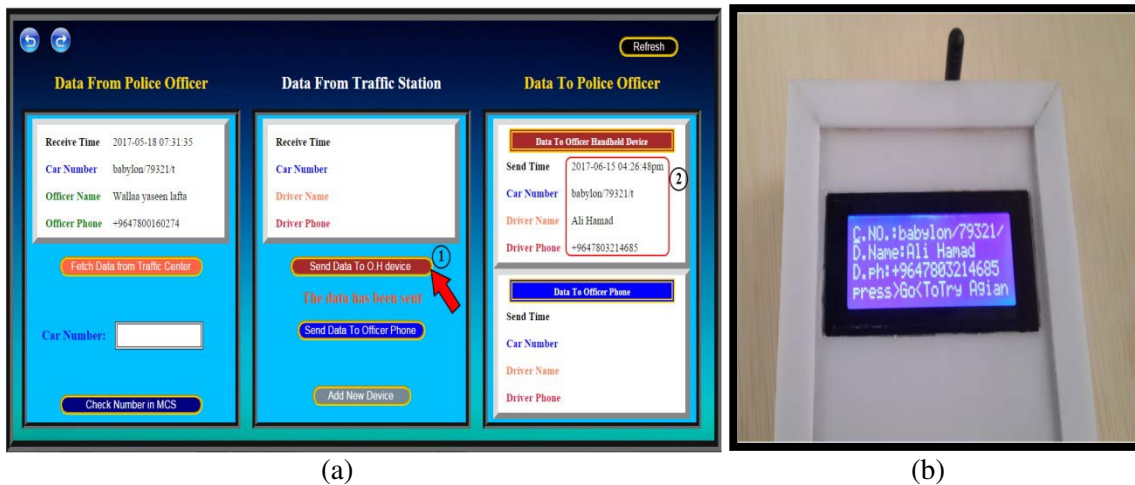 Refresh
Data From Police Officer
Receive Time 2017-05-18 07:31:35
Car Number babylon/79321/t
Officer Name Wallaa yaseen lafta
Officer Phone +9647800160274
Fetch Data from Traffic Center
Car Number:
Check Number in MCS
Data From Traffic Station
Receive Time
Car Number
Driver Name
Driver Phone
Send Data To O.H device
1
The data has been sent
Send Data To Officer Phone
Add New Device
Data To Police Officer
Data To Officer Handheld Device
Send Time 2017-06-15 04:26:48pm
2
Car Number babylon/79321/t
Driver Name Ali Hamad
Driver Phone +9647803214685
Data To Officer Phone
Send Time
Car Number
Driver Name
Driver Phone
(a)
C.NO.:babylon/79321/
D.Name:Ali Hamad
D.ph:+9647803214685
press>Go<ToTry A9ian
(b)